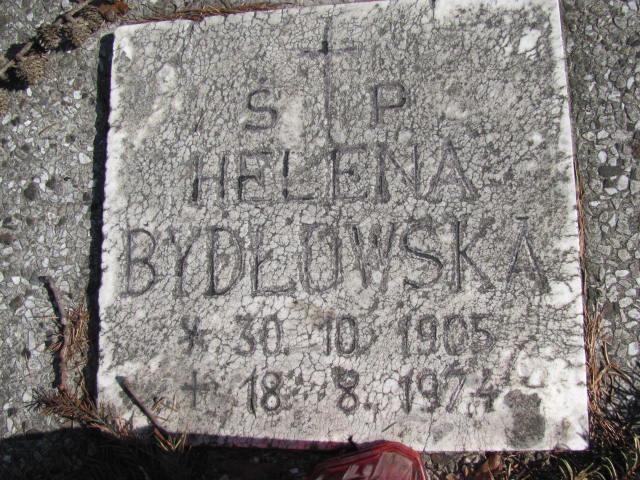 Ś P
HELENA
BYDŁOWSKA
* 30. 10. 1905
+ 18. 8. 1974